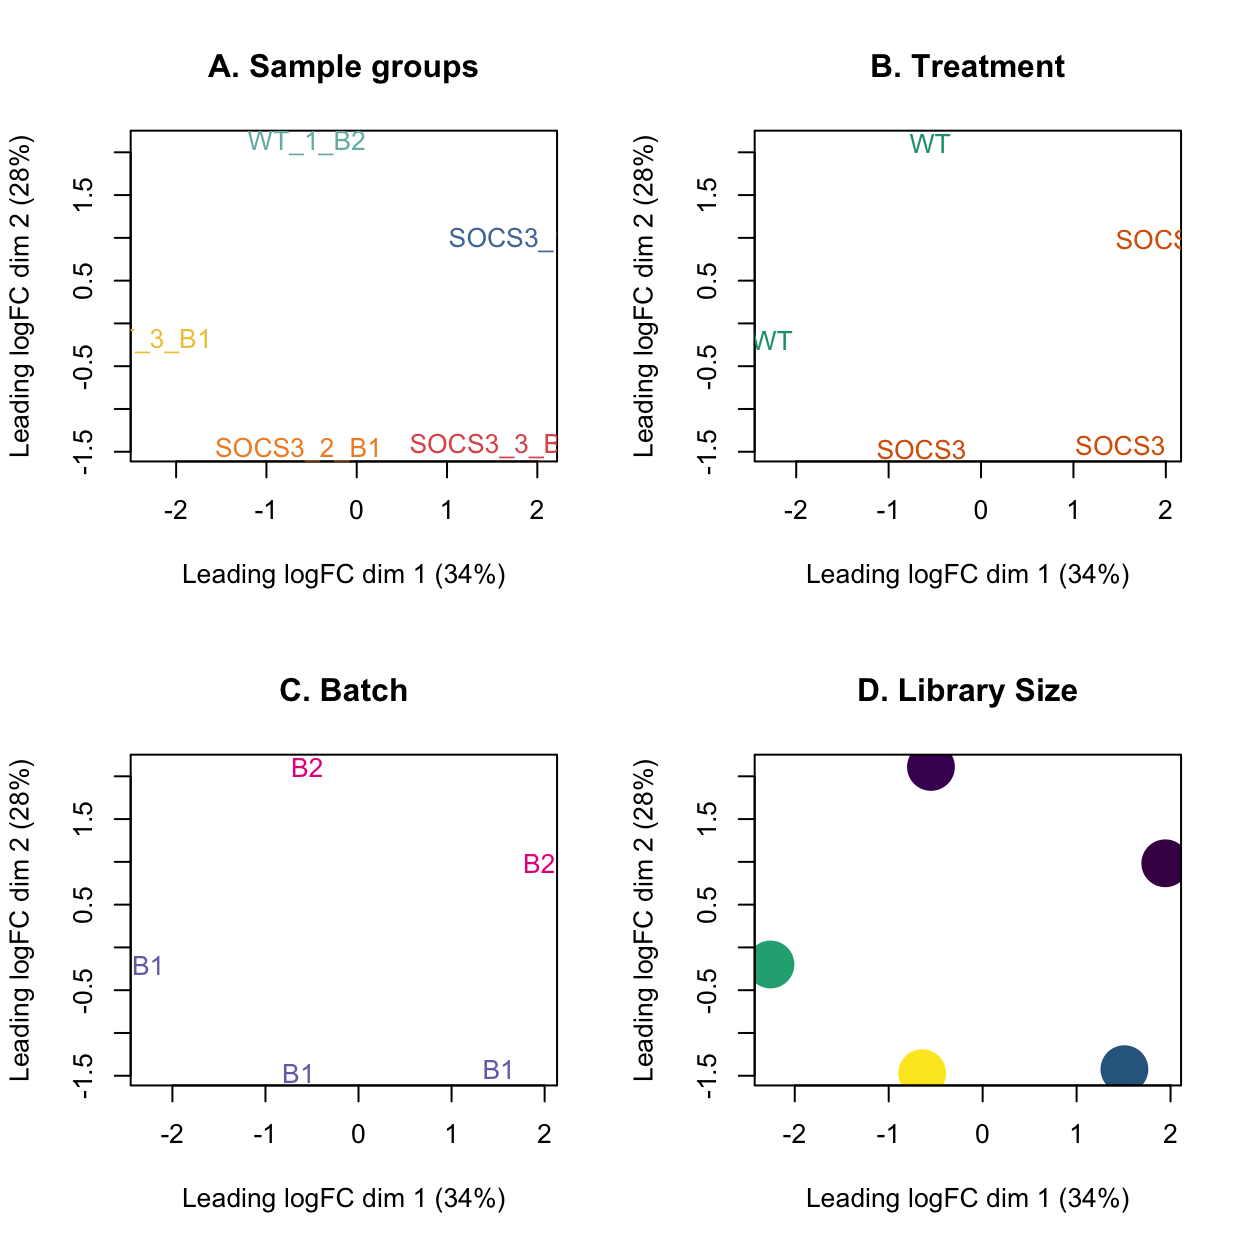 A. Sample groups
Leading logFC dim 2 (28%)
1.5
0.5
-0.5
-1.5
WT_1_B2
SOCS3_
_3_B1
SOCS3_2_B1
SOCS3_3_B
-2 -1 0 1 2
Leading logFC dim 1 (34%)
B. Treatment
Leading logFC dim 2 (28%)
1.5
0.5
-0.5
-1.5
WT
SOCS
WT
SOCS3
SOCS3
-2 -1 0 1 2
Leading logFC dim 1 (34%)
C. Batch
Leading logFC dim 2 (28%)
1.5
0.5
-0.5
-1.5
B2
B2
B1
B1
B1
-2 -1 0 1 2
Leading logFC dim 1 (34%)
D. Library Size
Leading logFC dim 2 (28%)
1.5
0.5
-0.5
-1.5
-2 -1 0 1 2
Leading logFC dim 1 (34%)